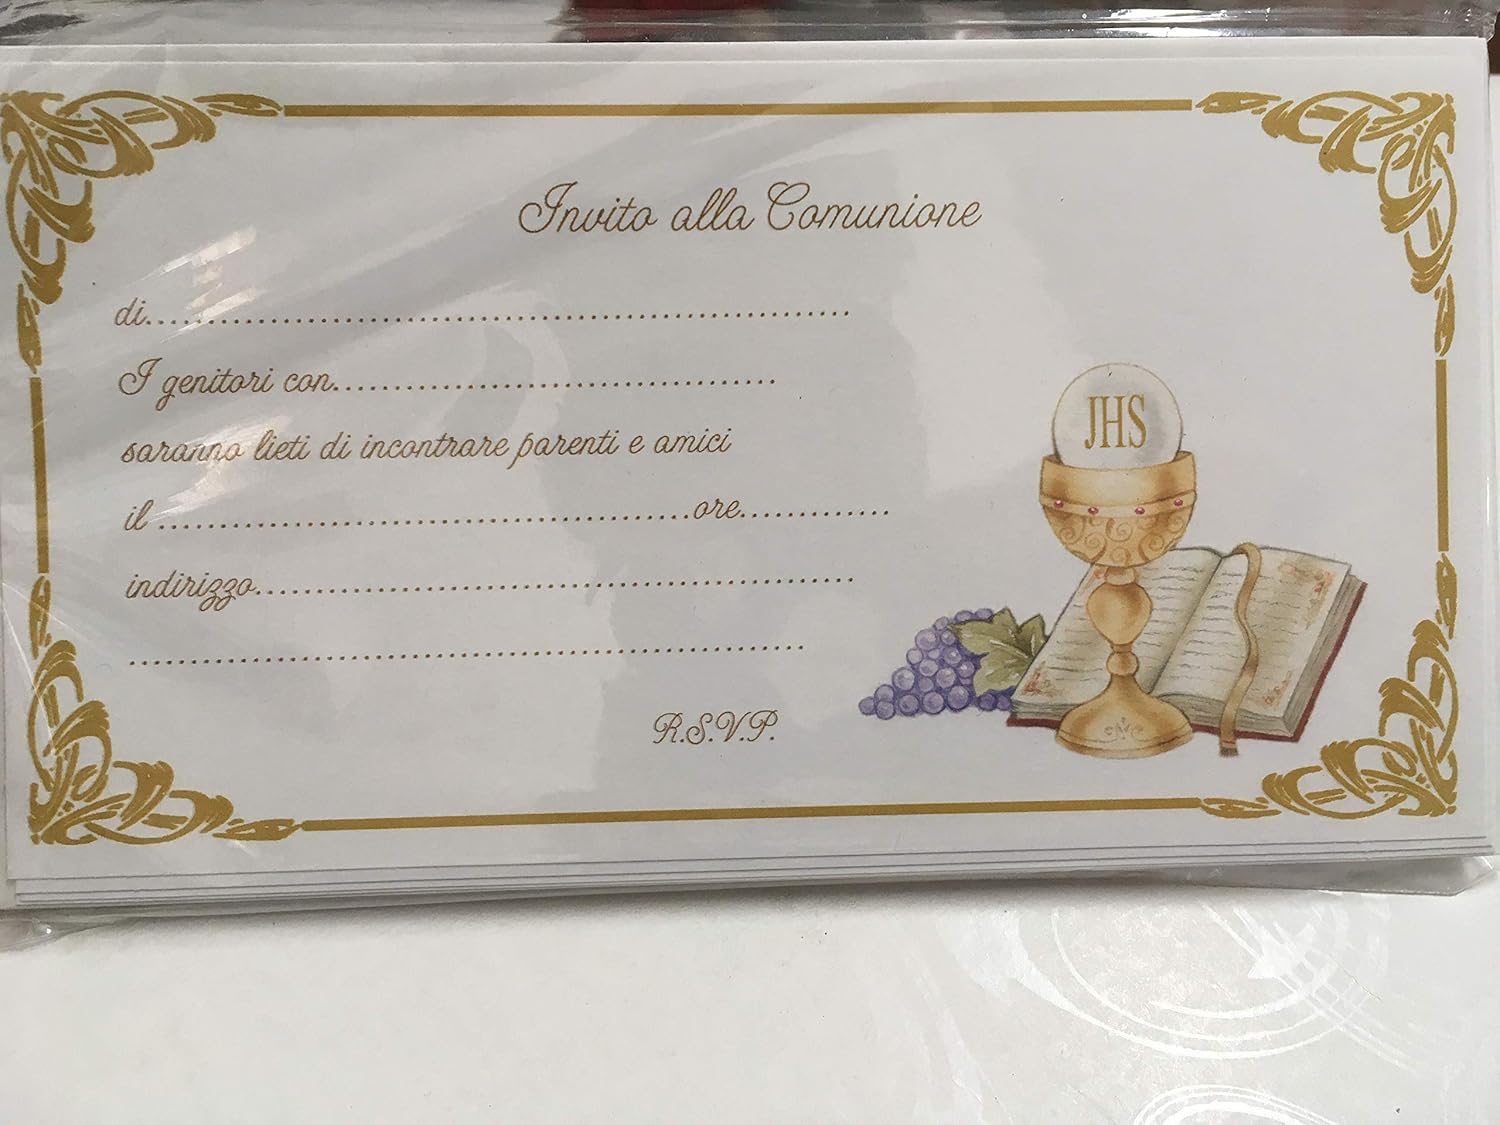 Invito alla Comunione
di..........................................................
I genitori con.....................................
saranno lieti di incontrare parenti e amici
il ............................................ore.............
indirizzo..................................................
........................................................
R.S.V.P.
JHS